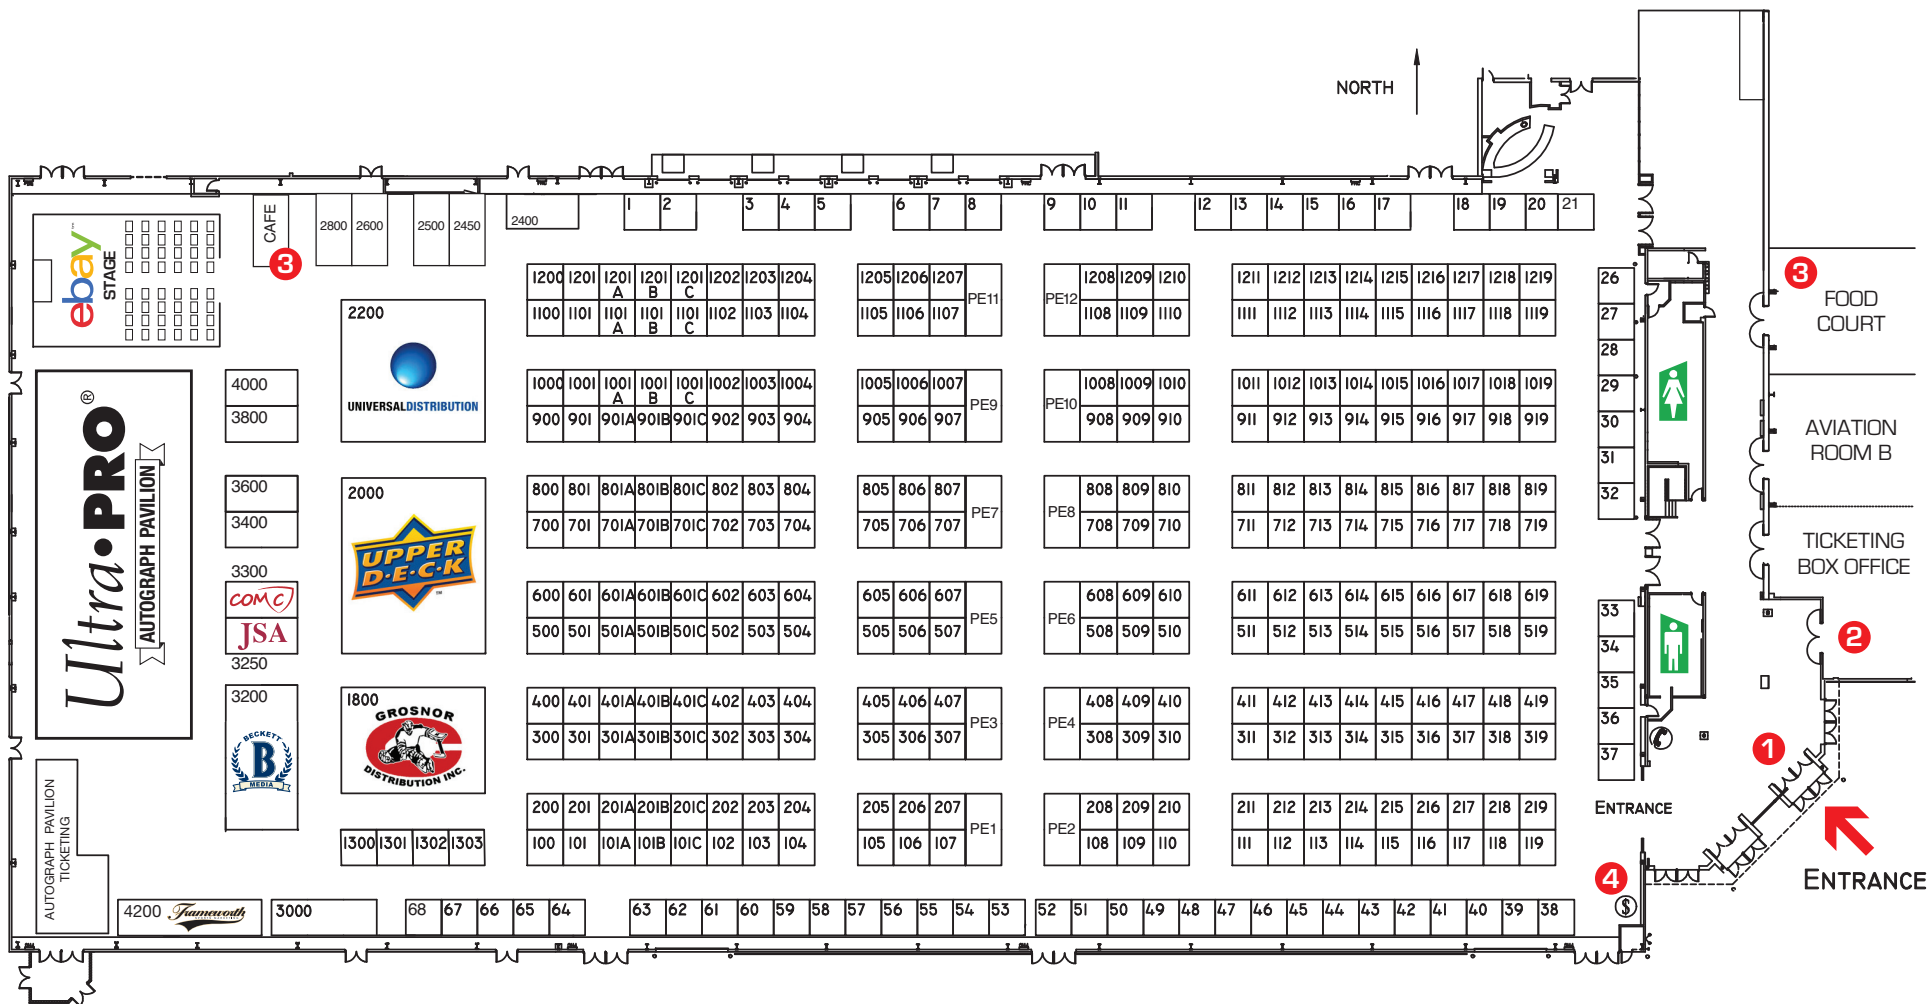 NORTH
1 2 3 4 5 6 7 8 9 10 11 12 13 14 15 16 17 18 19 20 21
CAFE
3
2800 2600 2500 2450 2400
ebay™
STAGE
1200 1201 1201 A 1201 B 1201 C 1202 1203 1204 1205 1206 1207 PE11 PE12 1208 1209 1210 1211 1212 1213 1214 1215 1216 1217 1218 1219
1100 1101 1101 A 1101 B 1101 C 1102 1103 1104 1105 1106 1107 1108 1109 1110 1111 1112 1113 1114 1115 1116 1117 1118 1119
2200
UNIVERSALDISTRIBUTION
4000
3800
1000 1001 1001 A 1001 B 1001 C 1002 1003 1004 1005 1006 1007 PE9 PE10 1008 1009 1010 1011 1012 1013 1014 1015 1016 1017 1018 1019
900 901 901A 901B 901C 902 903 904 905 906 907 908 909 910 911 912 913 914 915 916 917 918 919
Ultra•PRO®
AUTOGRAPH PAVILION
3600
3400
2000
UPPER
D·E·C·K
™
800 801 801A 801B 801C 802 803 804 805 806 807 PE7 PE8 808 809 810 811 812 813 814 815 816 817 818 819
700 701 701A 701B 701C 702 703 704 705 706 707 708 709 710 711 712 713 714 715 716 717 718 719
3300
COMC
JSA
3250
600 601 601A 601B 601C 602 603 604 605 606 607 PE5 PE6 608 609 610 611 612 613 614 615 616 617 618 619
500 501 501A 501B 501C 502 503 504 505 506 507 508 509 510 511 512 513 514 515 516 517 518 519
3200
BECKETT
B
MEDIA
1800
GROSNOR
DISTRIBUTION INC.
400 401 401A 401B 401C 402 403 404 405 406 407 PE3 PE4 408 409 410 411 412 413 414 415 416 417 418 419
300 301 301A 301B 301C 302 303 304 305 306 307 308 309 310 311 312 313 314 315 316 317 318 319
1300 1301 1302 1303
200 201 201A 201B 201C 202 203 204 205 206 207 PE1 PE2 208 209 210 211 212 213 214 215 216 217 218 219
100 101 101A 101B 101C 102 103 104 105 106 107 108 109 110 111 112 113 114 115 116 117 118 119
AUTOGRAPH PAVILION
TICKETING
4200 Frameworth
3000
68 67 66 65 64 63 62 61 60 59 58 57 56 55 54 53 52 51 50 49 48 47 46 45 44 43 42 41 40 39 38
26
27
28
29
30
31
32
33
34
35
36
37
ENTRANCE
4
$
3
FOOD
COURT
AVIATION
ROOM B
TICKETING
BOX OFFICE
2
1
ENTRANCE